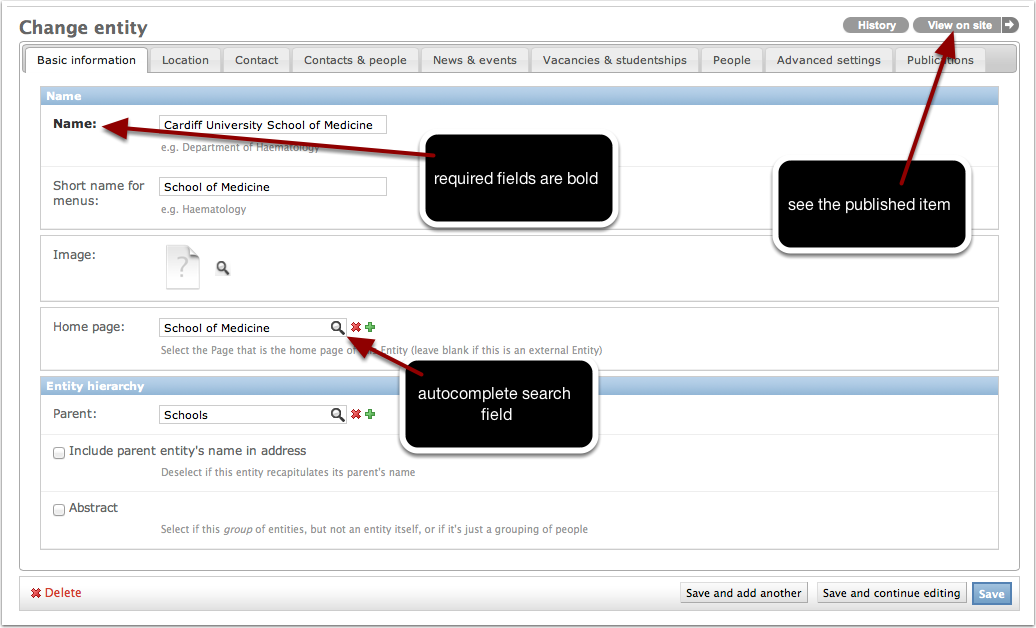 Change entity
History
View on site
Basic information
Location
Contact
Contacts & people
News & events
Vacancies & studentships
People
Advanced settings
Publications
Name
Name:
Cardiff University School of Medicine
e.g. Department of Haematology
required fields are bold
see the published item
Short name for
menus:
School of Medicine
e.g. Haematology
Image:
?
Home page:
School of Medicine
Select the Page that is the home page of Entity (leave blank if this is an external Entity)
autocomplete search
field
Entity hierarchy
Parent:
Schools
Include parent entity's name in address
Deselect if this entity recapitulates its parent's name
Abstract
Select if this group of entities, but not an entity itself, or if it's just a grouping of people
Delete
Save and add another
Save and continue editing
Save